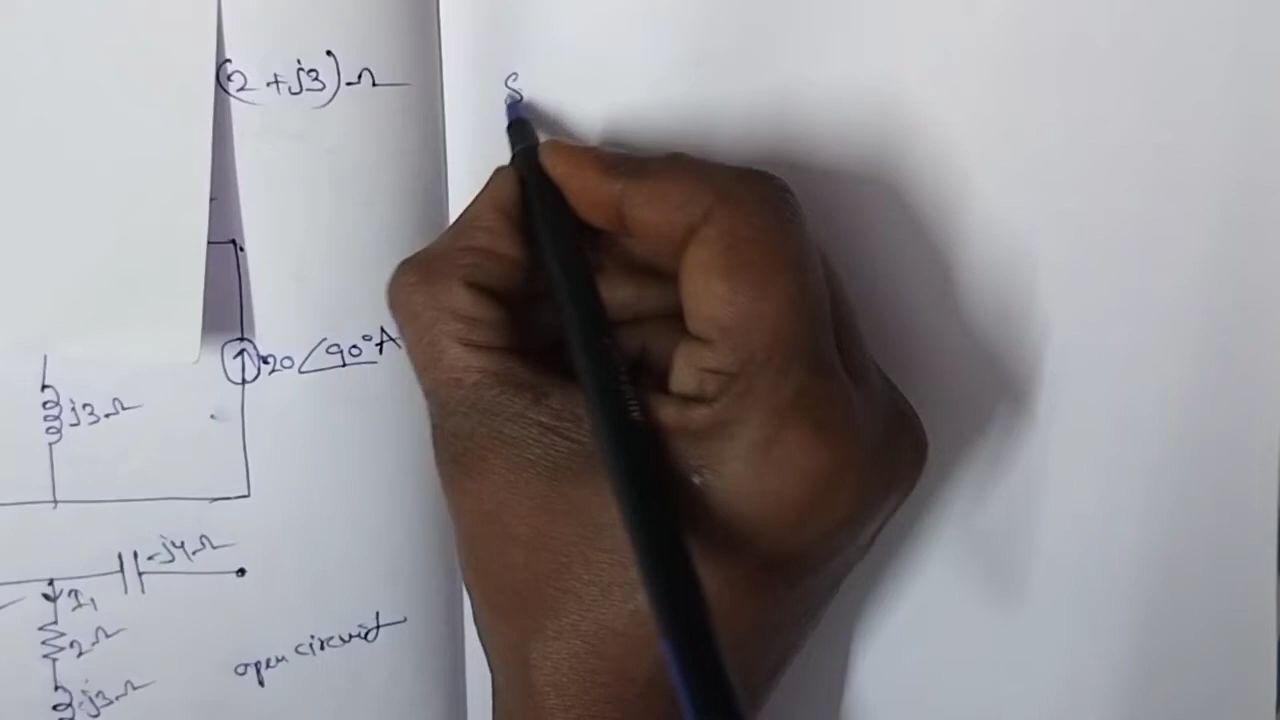 (2 + j3) Ω
S
20 ∠90° A
j3 Ω
-j4 Ω
I₁
2 Ω
open circuit
j3 Ω